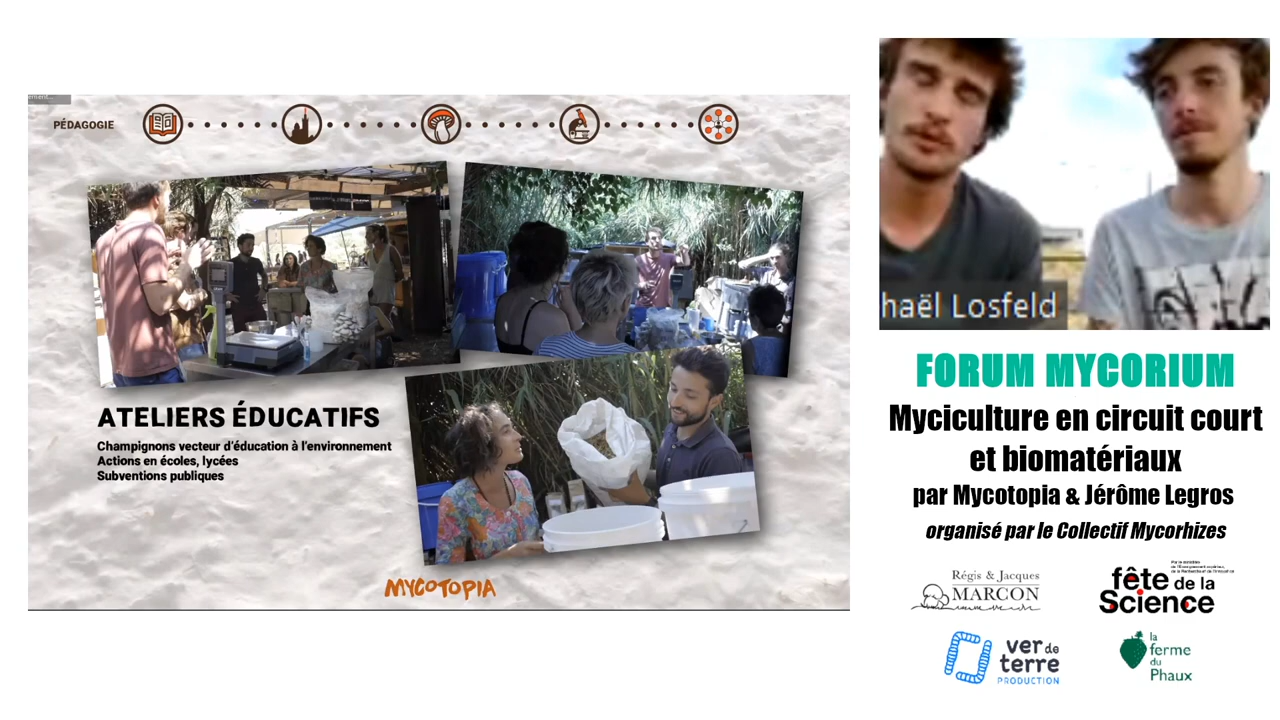 PÉDAGOGIE
ATELIERS ÉDUCATIFS
Champignons vecteur d'éducation à l'environnement
Actions en écoles, lycées
Subventions publiques
MYCOTOPIA
haël Losfeld
FORUM MYCORIUM
Myciculture en circuit court
et biomatériaux
par Mycotopia & Jérôme Legros
organisé par le Collectif Mycorhizes
Régis & Jacques
MARCON
fête de la
Science
ver de
terre
PRODUCTION
la
ferme
du
Phaux